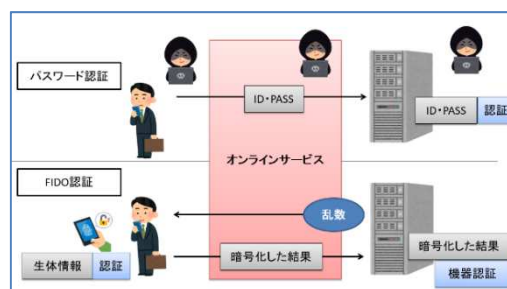 パスワード認証
ID・PASS
ID・PASS 認証
オンラインサービス
FIDO認証
乱数
生体情報 認証
暗号化した結果
暗号化した結果
機器認証